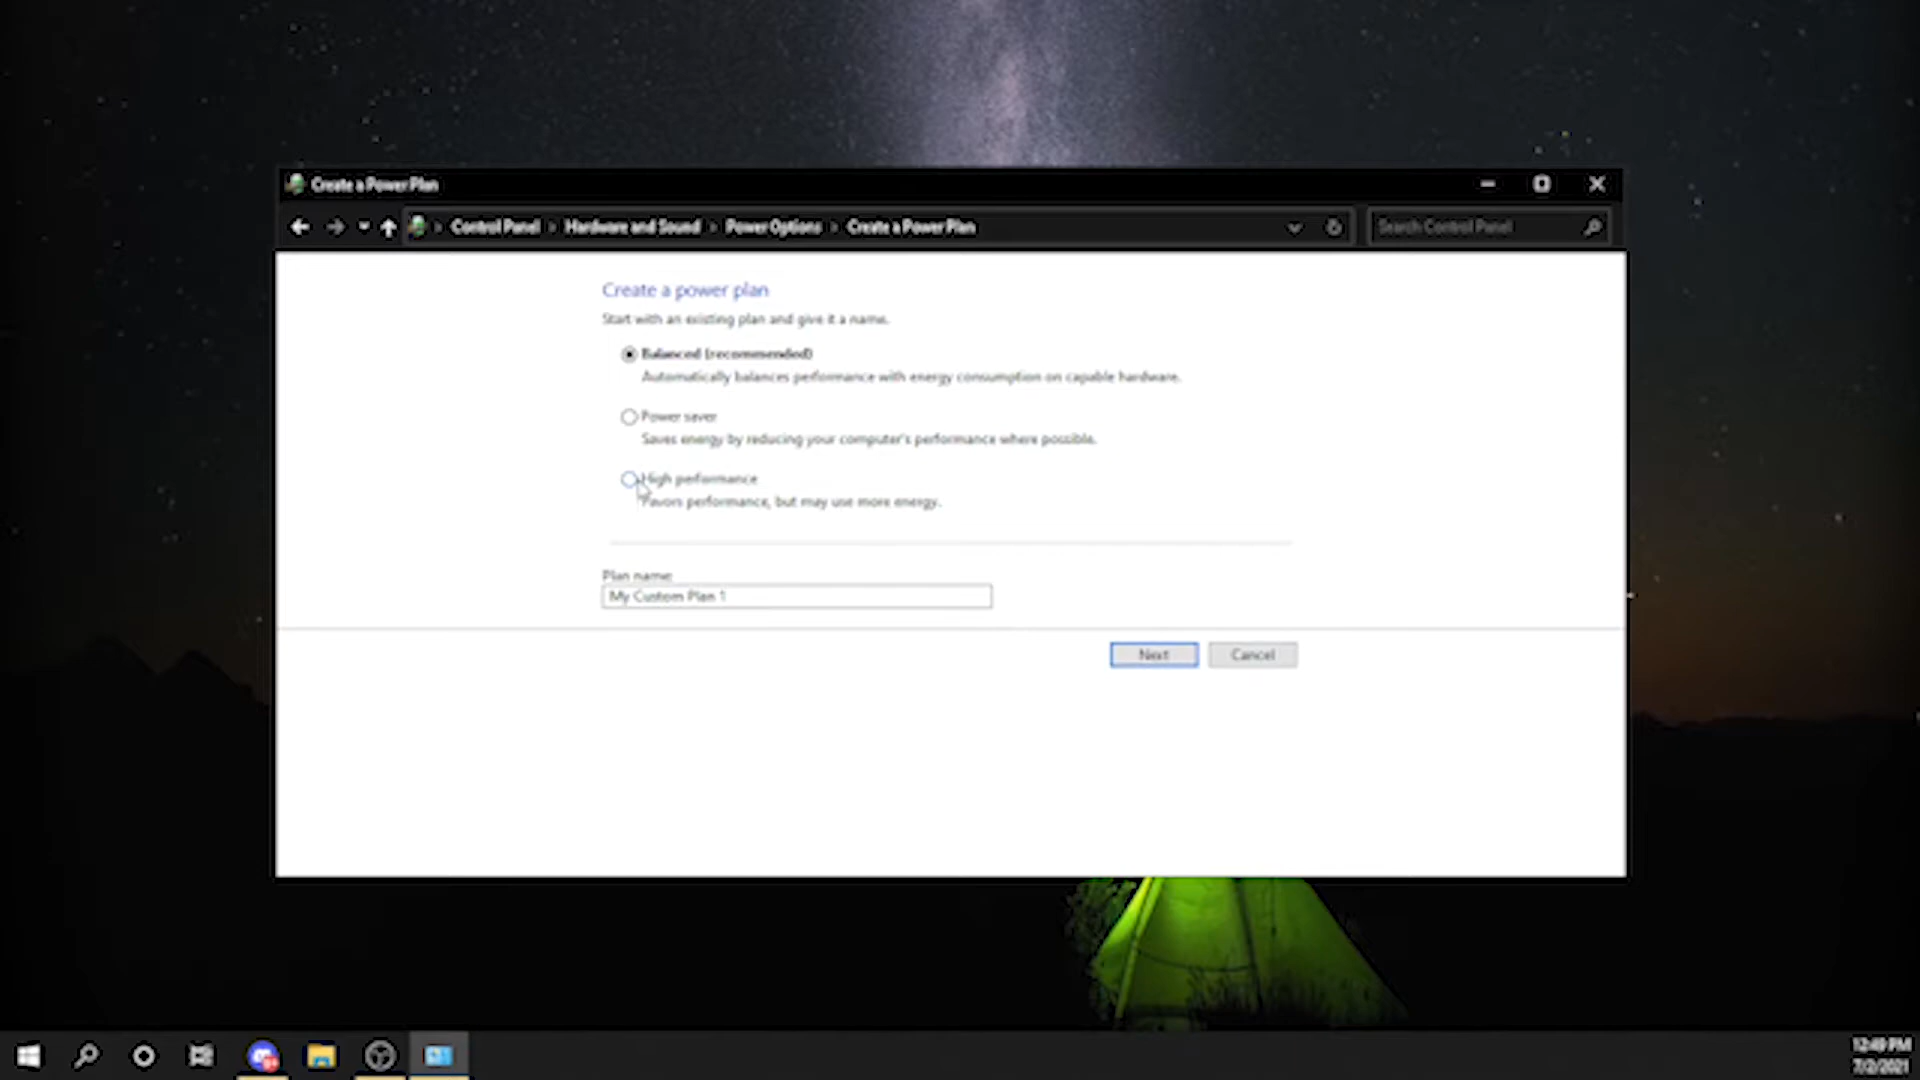 Create a Power Plan
Control Panel > Hardware and Sound > Power Options > Create a Power Plan
Search Control Panel
Create a power plan
Start with an existing plan and give it a name.
Balanced (recommended)
Automatically balances performance with energy consumption on capable hardware.
Power saver
Saves energy by reducing your computer's performance where possible.
High performance
Favors performance, but may use more energy.
Plan name:
My Custom Plan 1
Next
Cancel
12:49 PM
7/2/2021